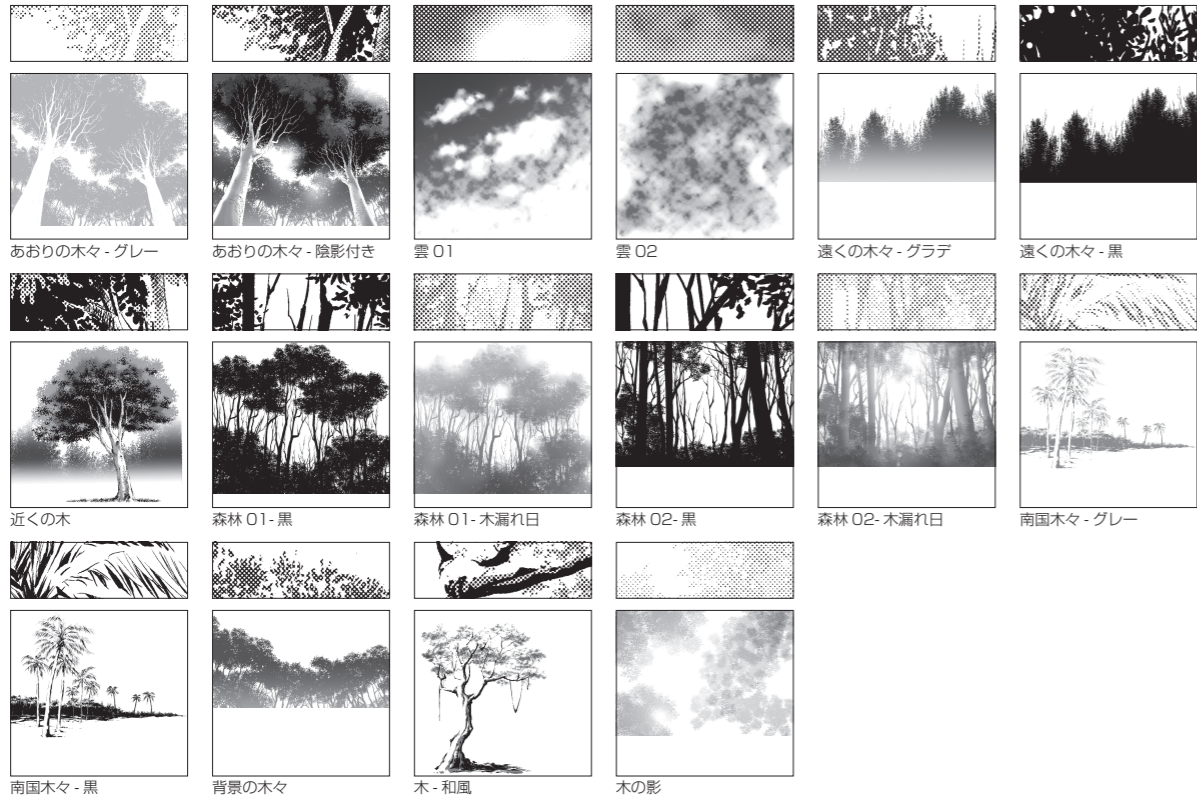 あおりの木々 - グレー
あおりの木々 - 陰影付き
雲 01
雲 02
遠くの木々 - グラデ
遠くの木々 - 黒
近くの木
森林 01- 黒
森林 01- 木漏れ日
森林 02- 黒
森林 02- 木漏れ日
南国木々 - グレー
南国木々 - 黒
背景の木々
木 - 和風
木の影